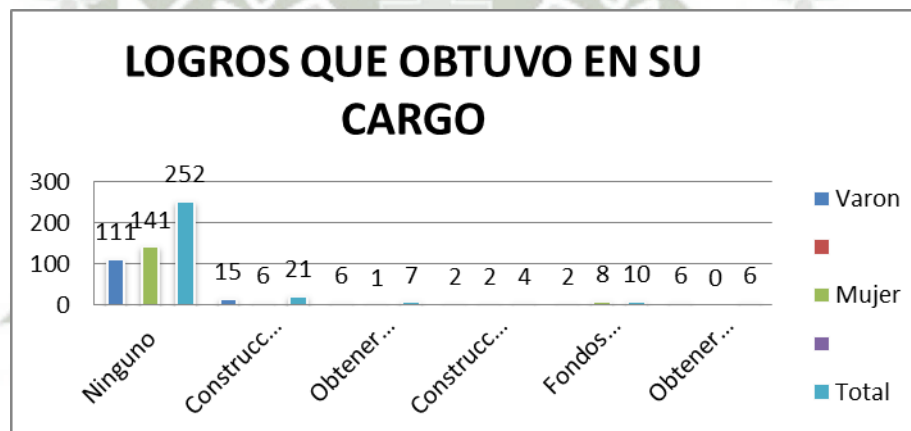 LOGROS QUE OBTUVO EN SU
CARGO
300
200
100
0
111
141
252
15
6
21
6
1
7
2
2
4
2
8
10
6
0
6
Ninguno
Construcc...
Obtener...
Construcc...
Fondos...
Obtener...
Varon
Mujer
Total